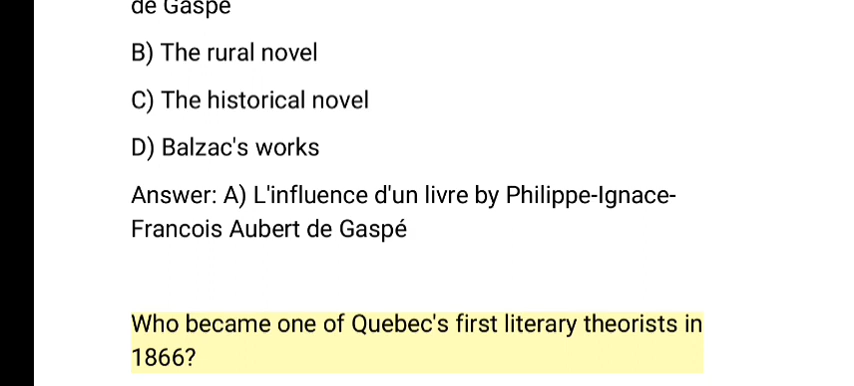 de Gaspé
B) The rural novel
C) The historical novel
D) Balzac's works
Answer: A) L'influence d'un livre by Philippe-Ignace-
Francois Aubert de Gaspé
Who became one of Quebec's first literary theorists in
1866?